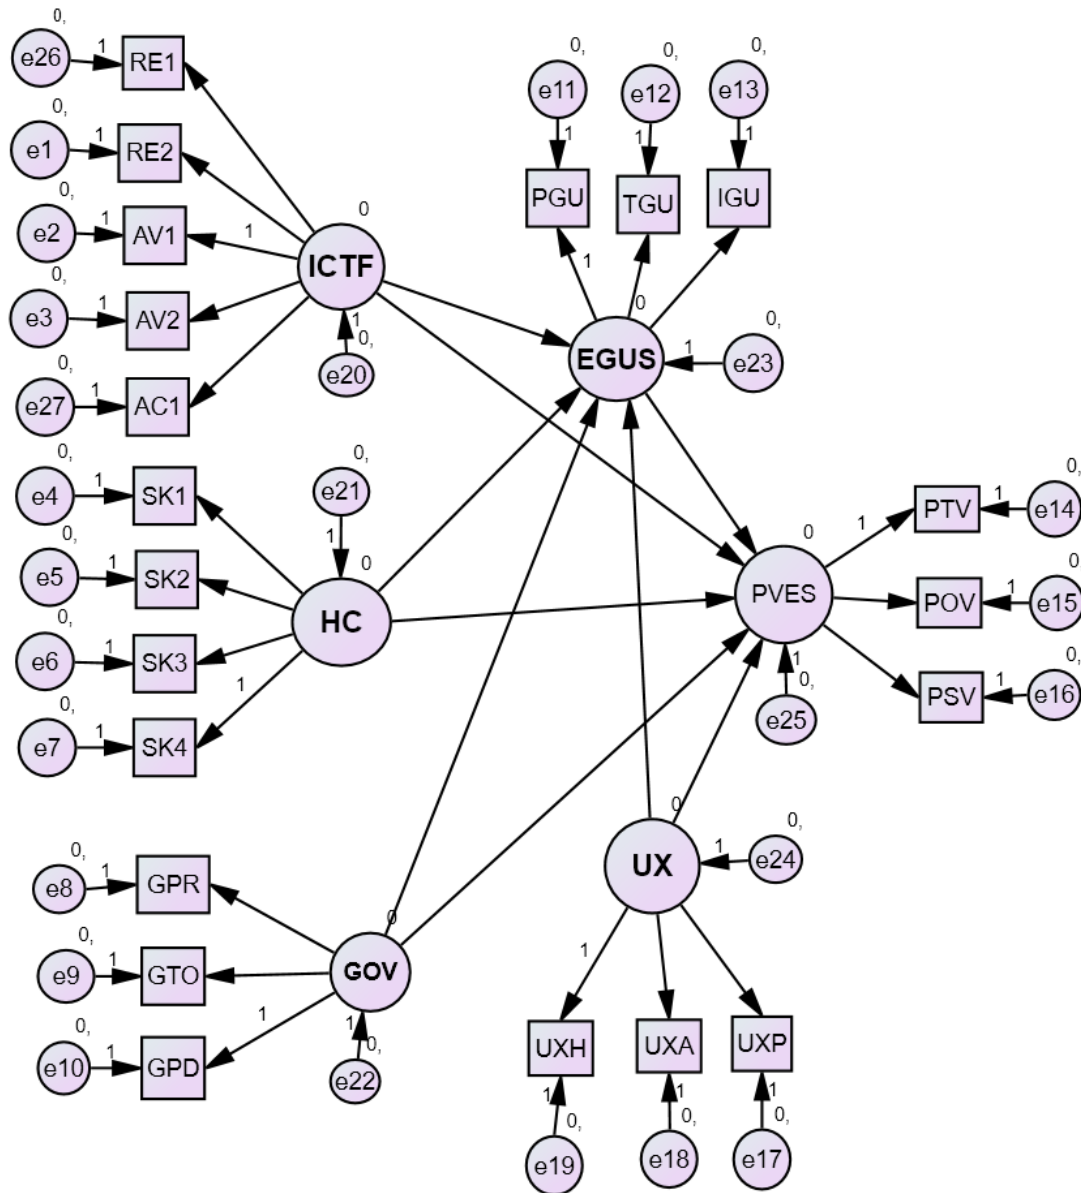 0,
e26
1
RE1
0,
e1
1
RE2
0,
e2
1
AV1
1
0,
e3
1
AV2
0,
e27
1
AC1
0
ICTF
1
0,
e20
0,
e11
1
PGU
1
0,
e12
1
TGU
0,
e13
1
IGU
0
EGUS
1
0,
e23
0,
e4
1
SK1
0,
e5
1
SK2
0,
e6
1
SK3
0,
e7
1
SK4
1
0,
e21
1
0
HC
0
PVES
1
0,
e25
1
PTV
1
0,
e14
POV
1
0,
e15
PSV
1
0,
e16
0,
e8
1
GPR
0,
e9
1
GTO
0,
e10
1
GPD
1
0
GOV
1
0,
e22
0
UX
1
0,
e24
1
UXH
1
0,
e19
UXA
1
0,
e18
UXP
1
0,
e17